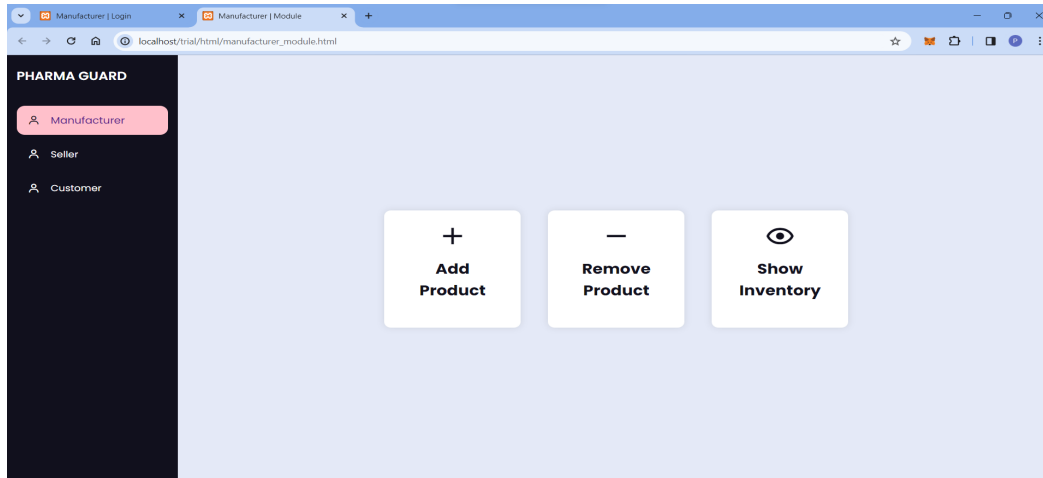 Manufacturer | Login
Manufacturer | Module
localhost/trial/html/manufacturer_module.html
P
PHARMA GUARD
Manufacturer
Seller
Customer
Add
Product
Remove
Product
Show
Inventory